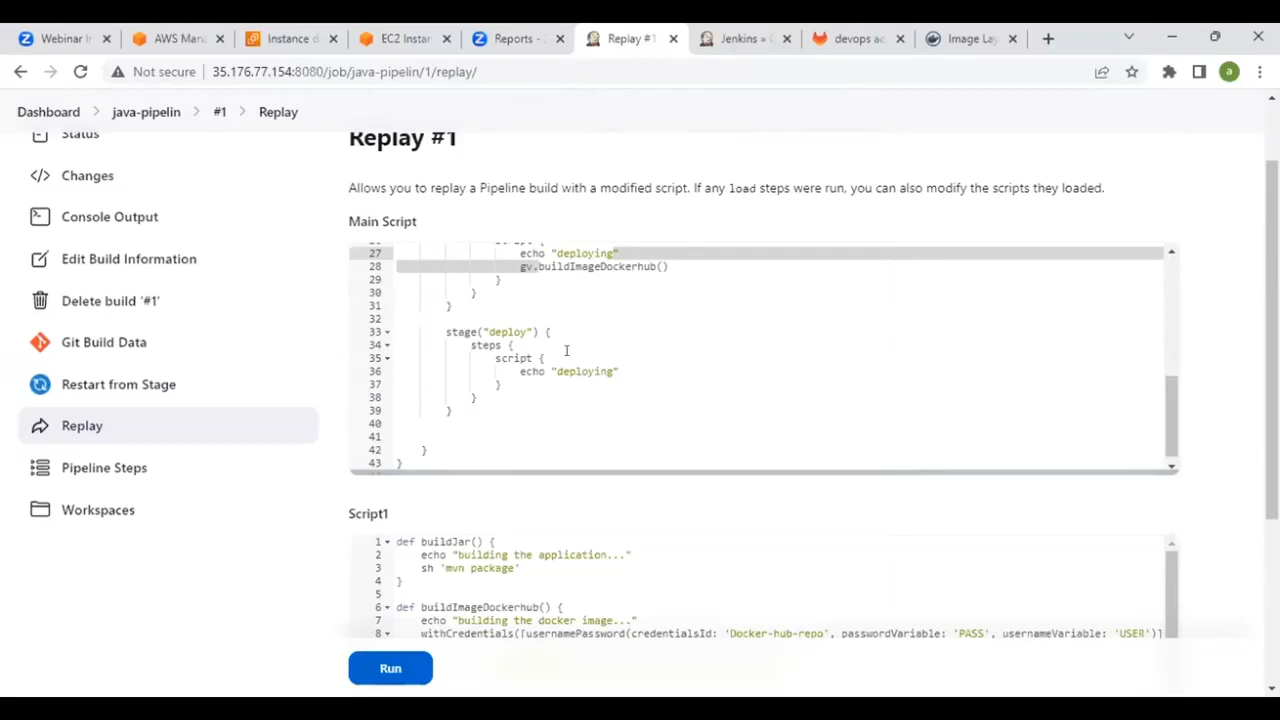 Webinar I
AWS Mana
Instance d
EC2 Instan
Reports - Z
Replay #1
Jenkins »
devops ac
Image Lay
Not secure
35.176.77.154:8080/job/java-pipelin/1/replay/
a
Dashboard
java-pipelin
#1
Replay
Status
Changes
Console Output
Edit Build Information
Delete build '#1'
Git Build Data
Restart from Stage
Replay
Pipeline Steps
Workspaces
Replay #1
Allows you to replay a Pipeline build with a modified script. If any load steps were run, you can also modify the scripts they loaded.
Main Script
26 script {
27 echo "deploying"
28 gv.buildImageDockerhub()
29 }
30 }
31 }
32
33 stage("deploy") {
34 steps {
35 script {
36 echo "deploying"
37 }
38 }
39 }
40
41
42 }
43 }
Script1
1 def buildJar() {
2 echo "building the application..."
3 sh 'mvn package'
4 }
5
6 def buildImageDockerhub() {
7 echo "building the docker image..."
8 withCredentials([usernamePassword(credentialsId: 'Docker-hub-repo', passwordVariable: 'PASS', usernameVariable: 'USER')]
Run